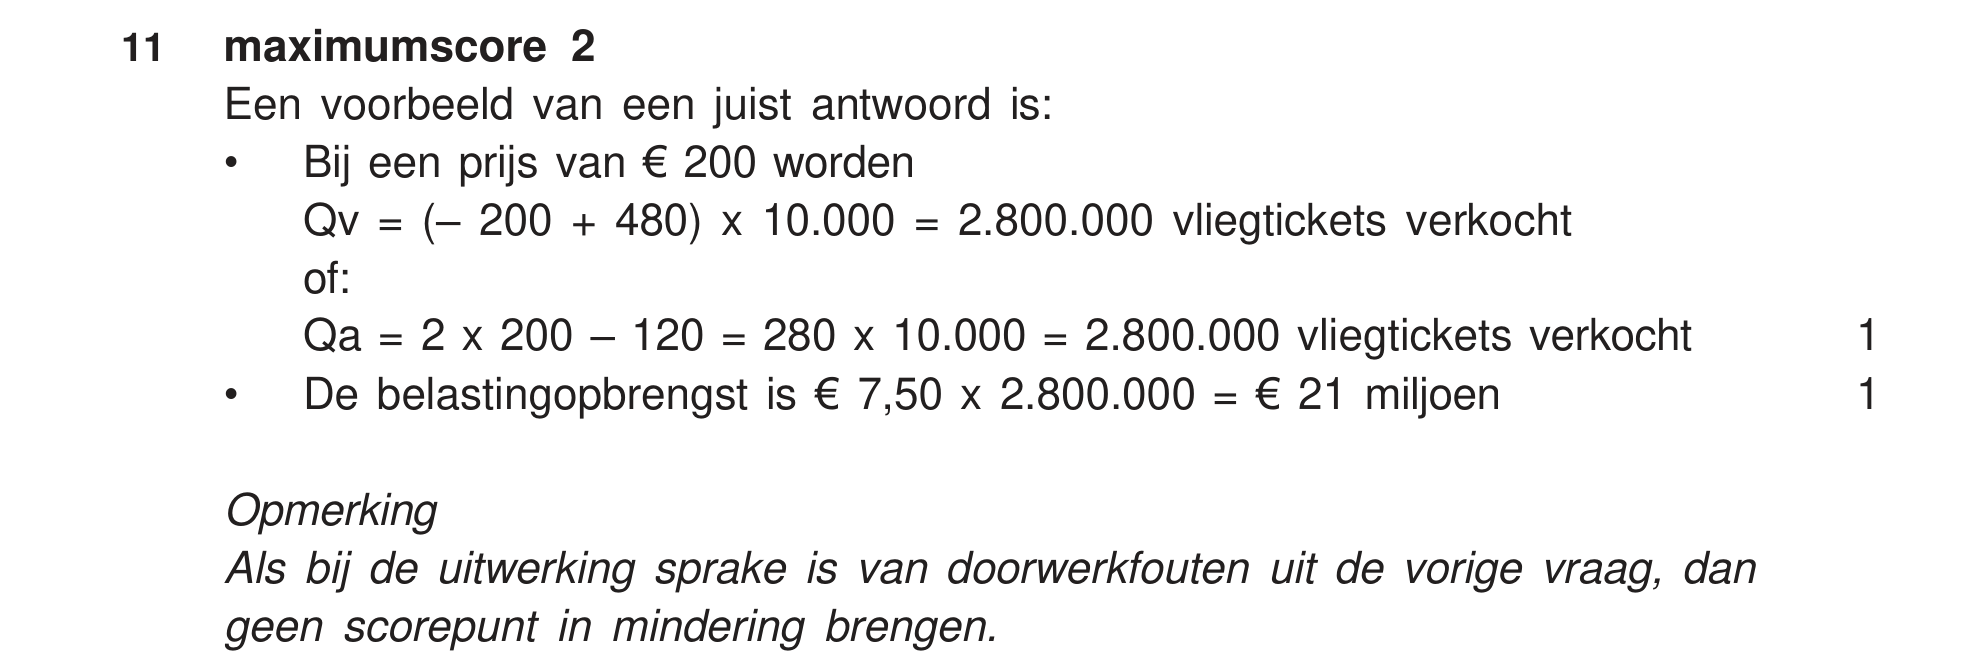 11 maximumscore 2
Een voorbeeld van een juist antwoord is:
• Bij een prijs van € 200 worden
Qv = (– 200 + 480) x 10.000 = 2.800.000 vliegtickets verkocht
of:
Qa = 2 x 200 – 120 = 280 x 10.000 = 2.800.000 vliegtickets verkocht 1
• De belastingopbrengst is € 7,50 x 2.800.000 = € 21 miljoen 1
Opmerking
Als bij de uitwerking sprake is van doorwerkfouten uit de vorige vraag, dan
geen scorepunt in mindering brengen.